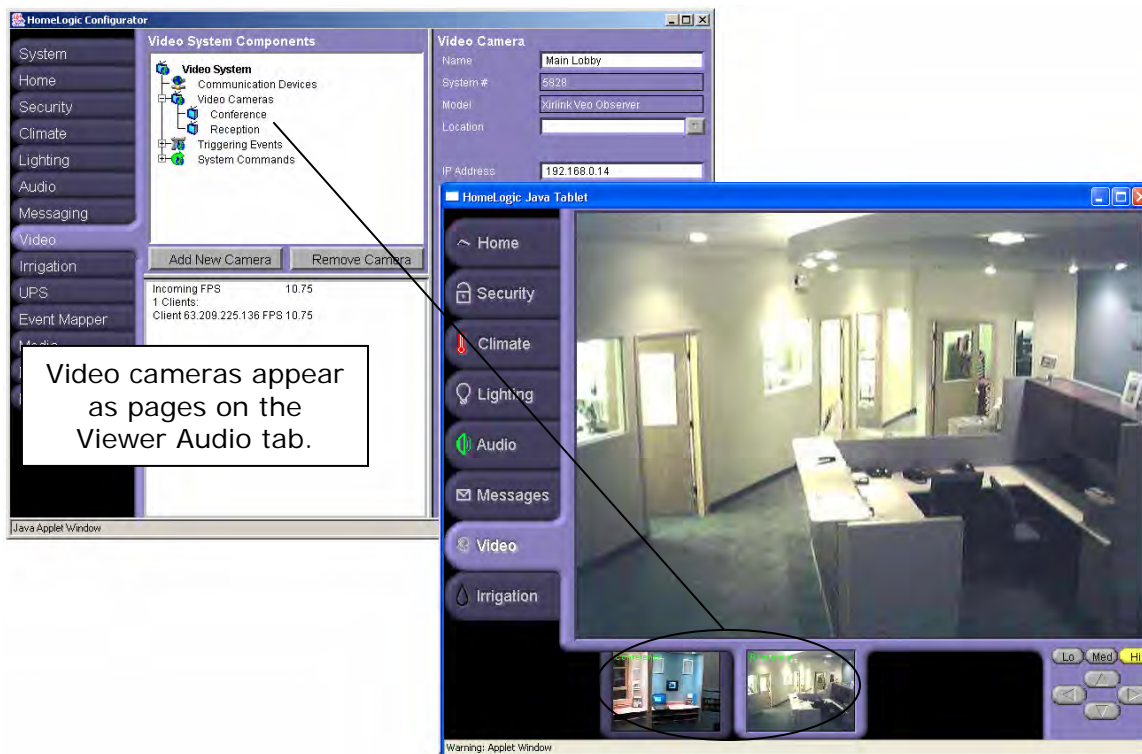 HomeLogic Configurator
System
Home
Security
Climate
Lighting
Audio
Messaging
Video
Irrigation
UPS
Event Mapper
Media
Video System Components
Video System
Communication Devices
Video Cameras
Conference
Reception
Triggering Events
System Commands
Add New Camera
Remove Camera
Incoming FPS 10.75
1 Clients:
Client 63.209.225.136 FPS 10.75
Video Camera
Name Main Lobby
System # 5828
Model Xirlink Veo Observer
Location
IP Address 192.168.0.14
Video cameras appear
as pages on the
Viewer Audio tab.
Java Applet Window
HomeLogic Java Tablet
Home
Security
Climate
Lighting
Audio
Messages
Video
Irrigation
Lo Med Hi
Warning: Applet Window